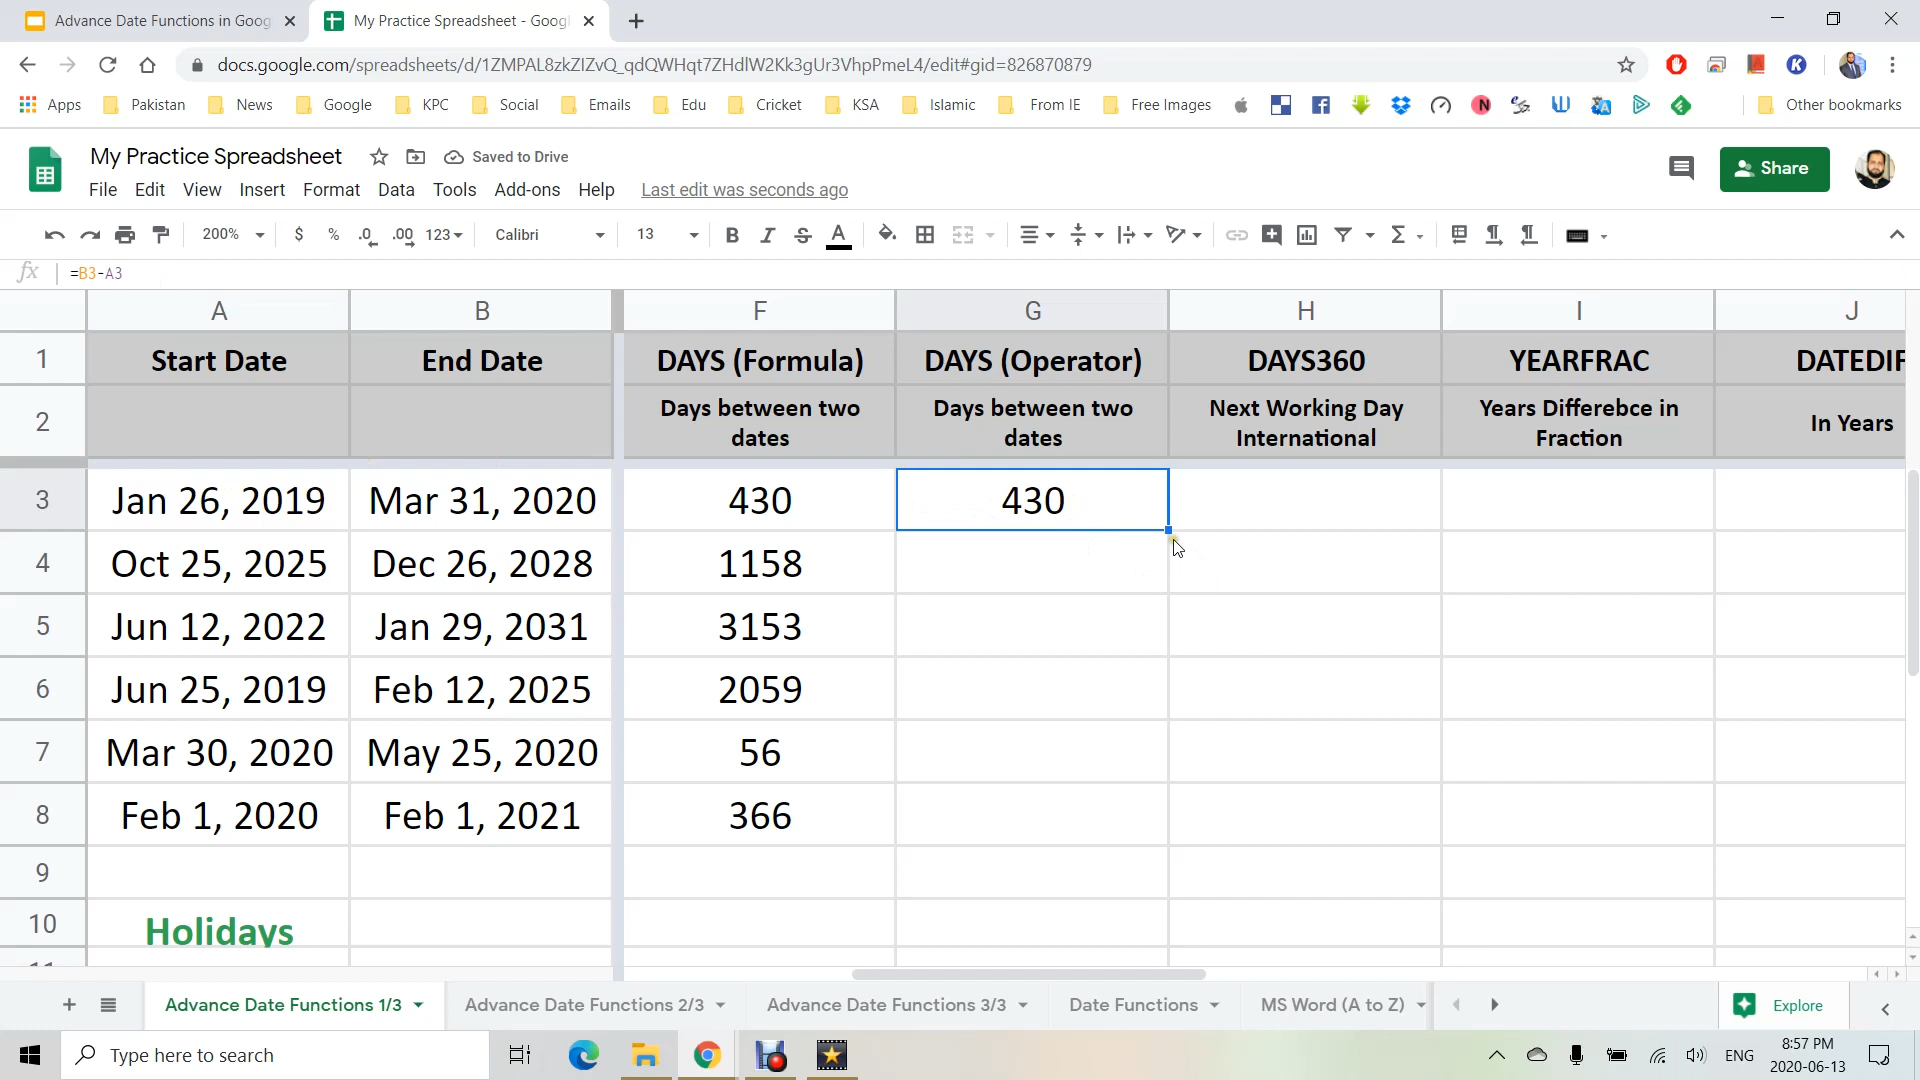 Advance Date Functions in Goog
My Practice Spreadsheet - Googl
docs.google.com/spreadsheets/d/1ZMPAL8zkZIZvQ_qdQWHqt7ZHdlW2Kk3gUr3VhpPmeL4/edit#gid=826870879
Apps Pakistan News Google KPC Social Emails Edu Cricket KSA Islamic From IE Free Images Other bookmarks
My Practice Spreadsheet Saved to Drive
Share
File Edit View Insert Format Data Tools Add-ons Help Last edit was seconds ago
200% $ % .0 .00 123 Calibri 13 B I S A
fx =B3-A3
A B F G H I J
1 Start Date End Date DAYS (Formula) DAYS (Operator) DAYS360 YEARFRAC DATEDIF
2 Days between two dates Days between two dates Next Working Day International Years Differebce in Fraction In Years
3 Jan 26, 2019 Mar 31, 2020 430 430
4 Oct 25, 2025 Dec 26, 2028 1158
5 Jun 12, 2022 Jan 29, 2031 3153
6 Jun 25, 2019 Feb 12, 2025 2059
7 Mar 30, 2020 May 25, 2020 56
8 Feb 1, 2020 Feb 1, 2021 366
9
10 Holidays
Advance Date Functions 1/3 Advance Date Functions 2/3 Advance Date Functions 3/3 Date Functions MS Word (A to Z) Explore
Type here to search
ENG
8:57 PM
2020-06-13